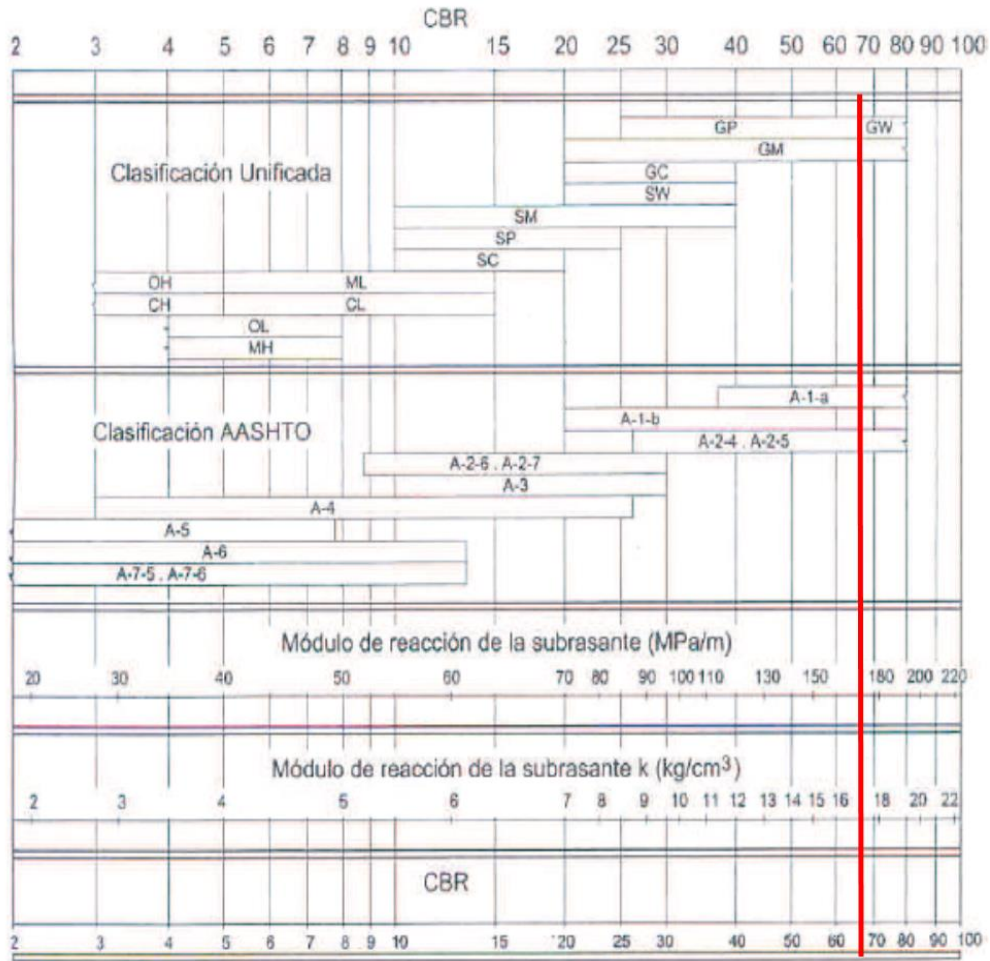 CBR
2 3 4 5 6 7 8 9 10 15 20 25 30 40 50 60 70 80 90 100
GP GW
GM
Clasificación Unificada
GC
SW
SM
SP
SC
OH ML
CH CL
OL
MH
A-1-a
A-1-b
Clasificación AASHTO
A-2-4 . A-2-5
A-2-6 . A-2-7
A-3
A-4
A-5
A-6
A-7-5 . A-7-6
Módulo de reacción de la subrasante (MPa/m)
20 30 40 50 60 70 80 90 100 110 130 150 180 200 220
Módulo de reacción de la subrasante k (kg/cm³)
2 3 4 5 6 7 8 9 10 11 12 13 14 15 16 18 20 22
CBR
2 3 4 5 6 7 8 9 10 15 20 25 30 40 50 60 70 80 90 100